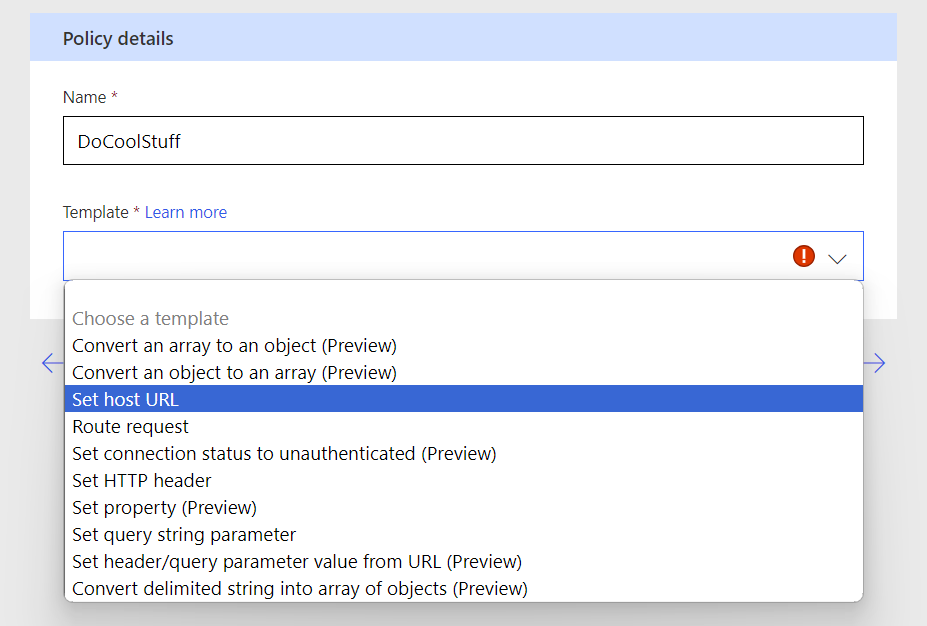 Policy details
Name *
DoCoolStuff
Template * Learn more
Choose a template
Convert an array to an object (Preview)
Convert an object to an array (Preview)
Set host URL
Route request
Set connection status to unauthenticated (Preview)
Set HTTP header
Set property (Preview)
Set query string parameter
Set header/query parameter value from URL (Preview)
Convert delimited string into array of objects (Preview)